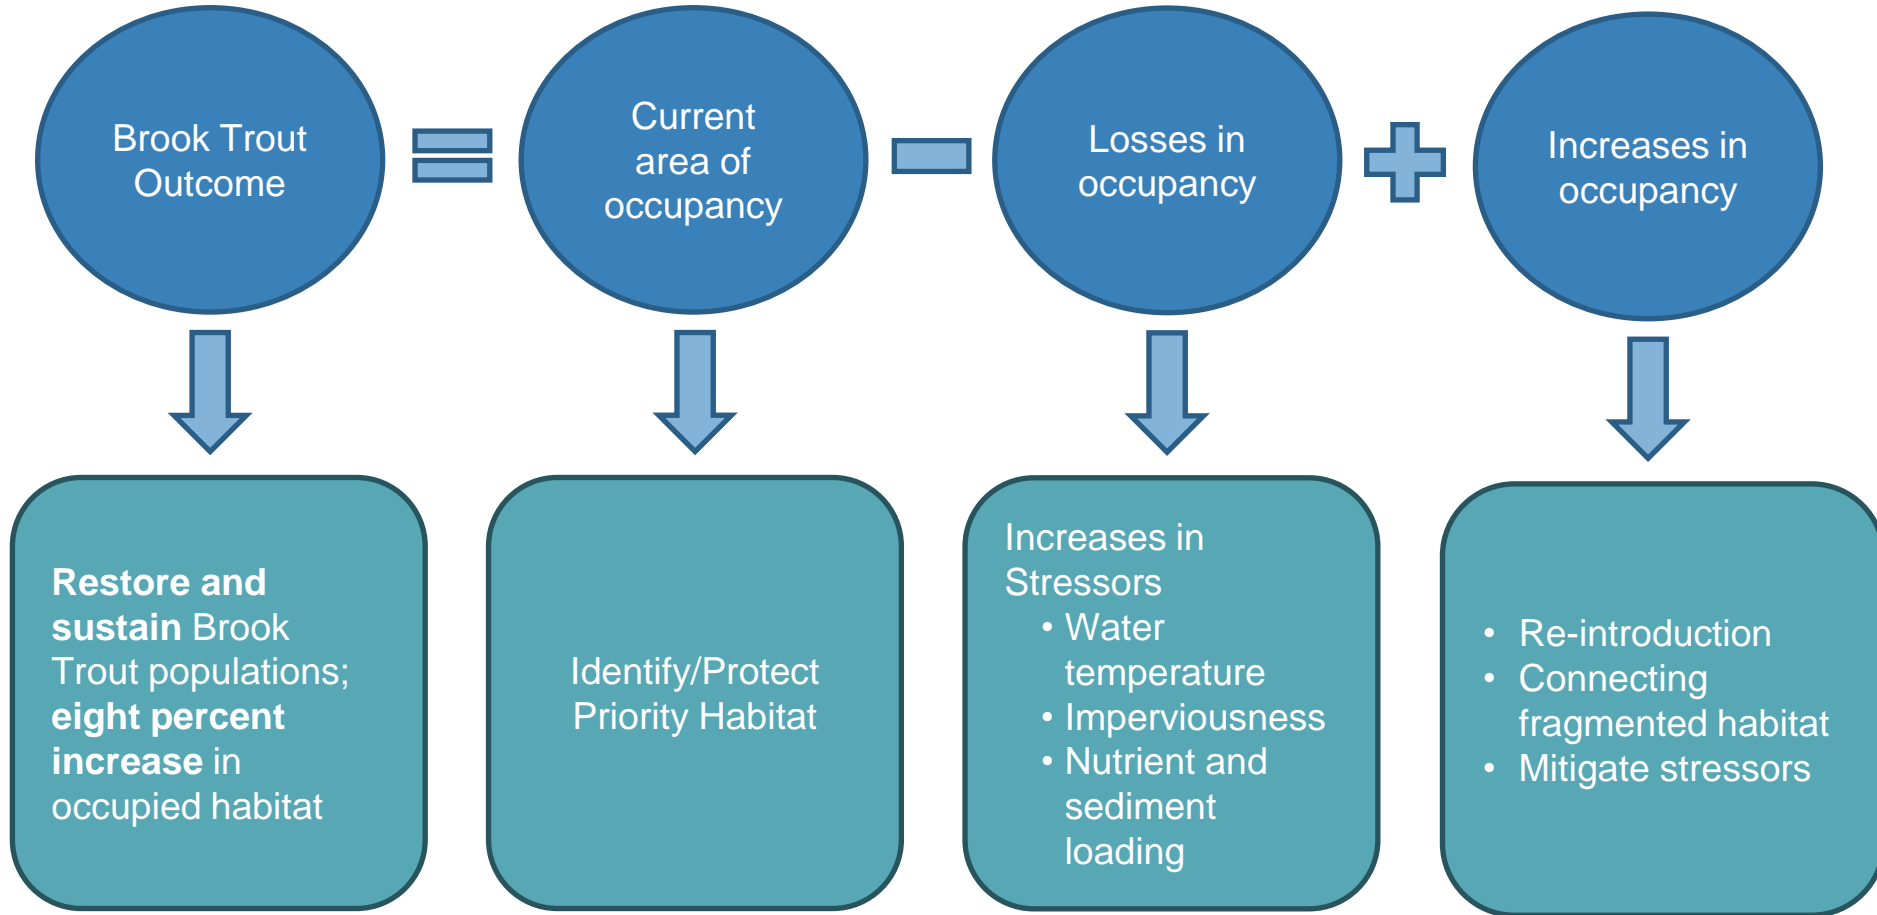 Brook Trout
Outcome
Current
area of
occupancy
Losses in
occupancy
Increases in
occupancy
Restore and
sustain Brook
Trout populations;
eight percent
increase in
occupied habitat
Identify/Protect
Priority Habitat
Increases in
Stressors
• Water
temperature
• Imperviousness
• Nutrient and
sediment
loading
• Re-introduction
• Connecting
fragmented habitat
• Mitigate stressors